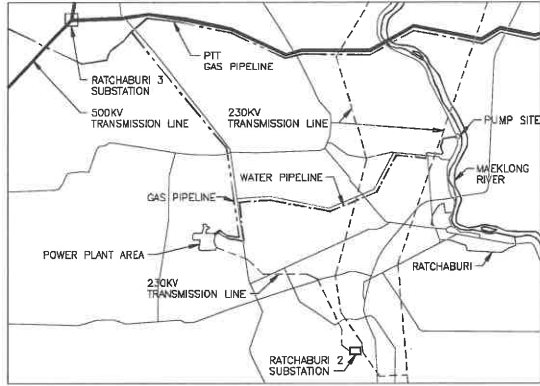 PTT
GAS PIPELINE
RATCHABURI 3
SUBSTATION
500KV
TRANSMISSION LINE
230KV
TRANSMISSION LINE
PUMP SITE
MAEKLONG
RIVER
WATER PIPELINE
GAS PIPELINE
POWER PLANT AREA
RATCHABURI
230KV
TRANSMISSION LINE
RATCHABURI 2
SUBSTATION